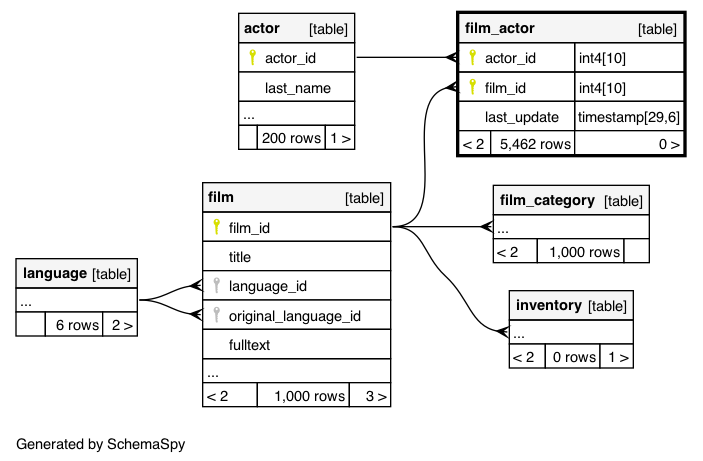 actor [table]
actor_id
last_name
...
200 rows 1 >
film_actor [table]
actor_id int4[10]
film_id int4[10]
last_update timestamp[29,6]
< 2 5,462 rows 0 >
film [table]
film_id
title
language_id
original_language_id
fulltext
...
< 2 1,000 rows 3 >
film_category [table]
...
< 2 1,000 rows
language [table]
...
6 rows 2 >
inventory [table]
...
< 2 0 rows 1 >
Generated by SchemaSpy